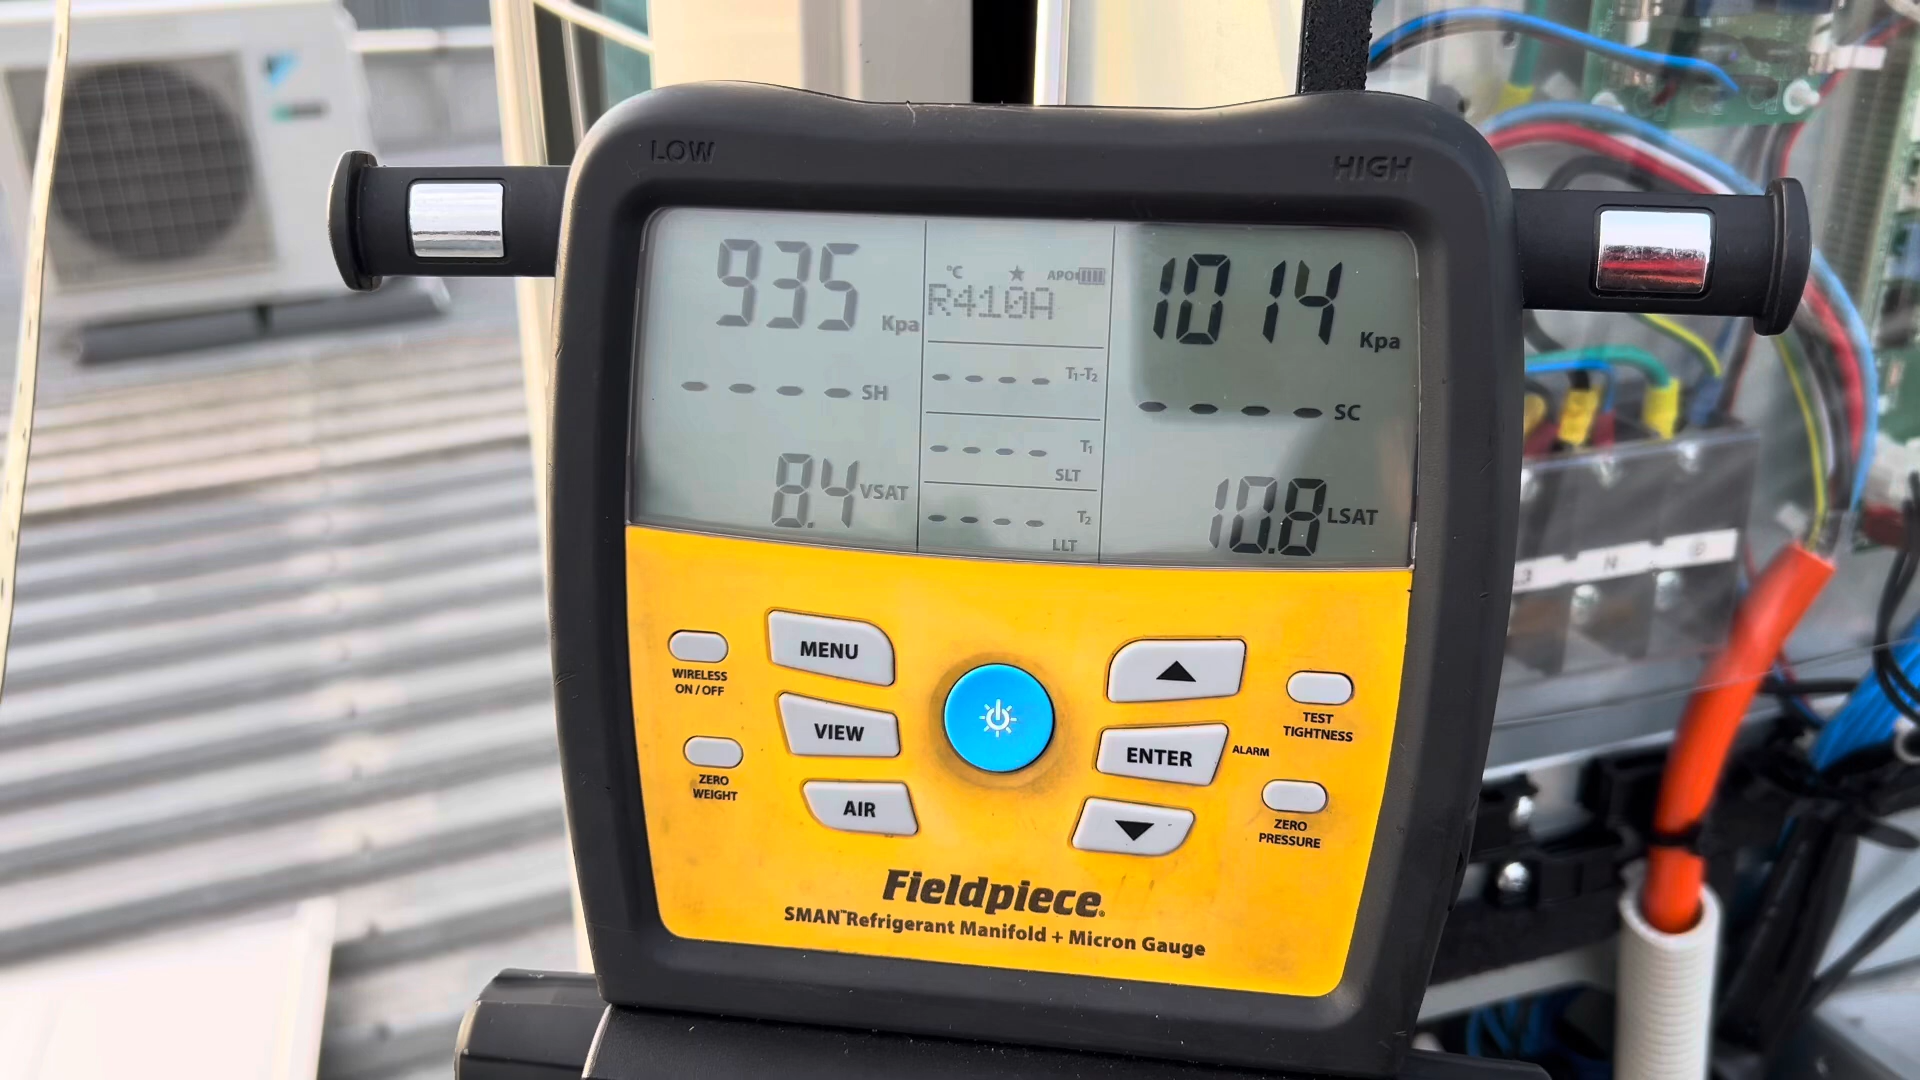 LOW
HIGH
935 Kpa
---- SH
8.4 VSAT
°C ★ APO
R410A
---- T1-T2
---- T1
SLT
---- T2
LLT
1014 Kpa
---- SC
10.8 LSAT
WIRELESS
ON / OFF
MENU
VIEW
ZERO
WEIGHT
AIR
▲
TEST
TIGHTNESS
ENTER
ALARM
▼
ZERO
PRESSURE
Fieldpiece®
SMAN™ Refrigerant Manifold + Micron Gauge
N